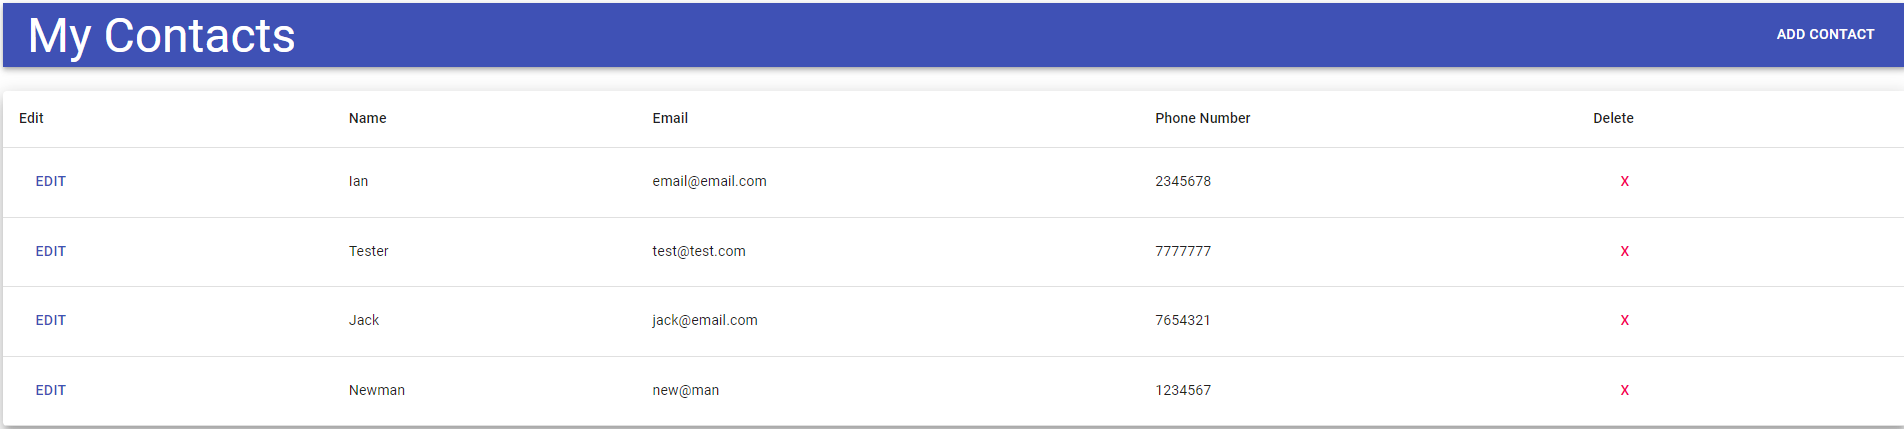 My Contacts ADD CONTACT
Edit Name Email Phone Number Delete
EDIT Ian email@email.com 2345678 X
EDIT Tester test@test.com 7777777 X
EDIT Jack jack@email.com 7654321 X
EDIT Newman new@man 1234567 X